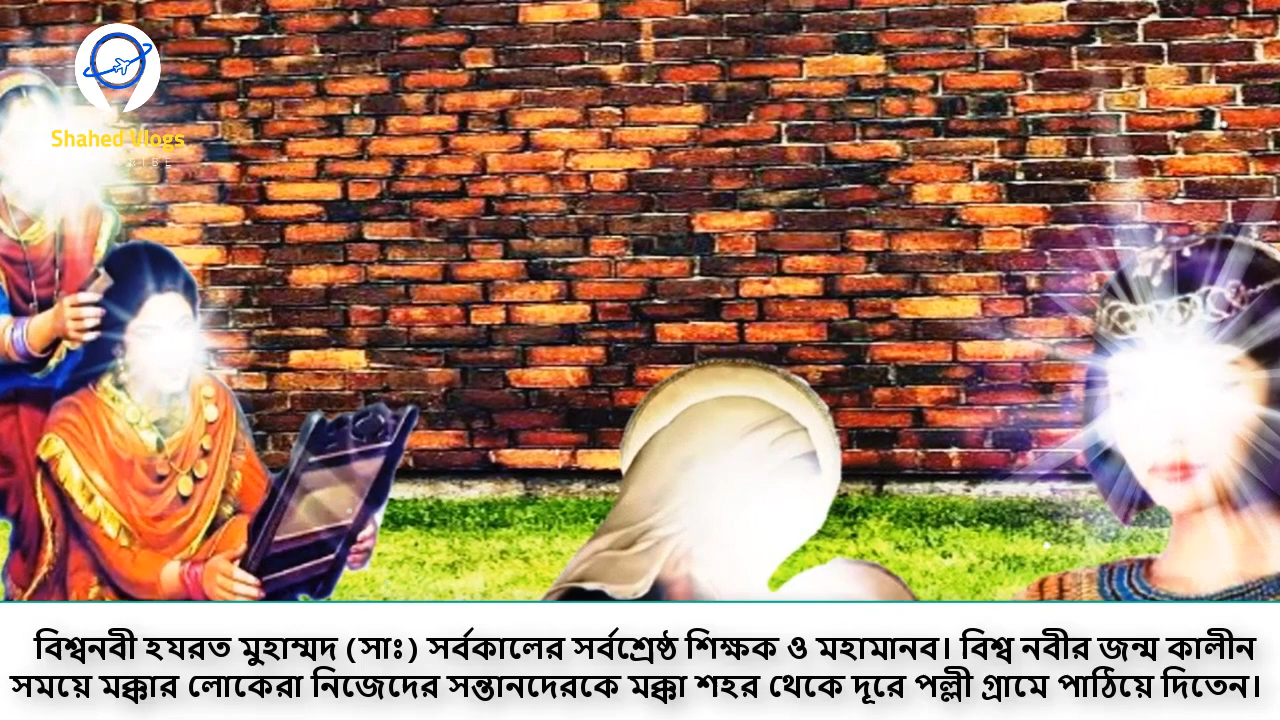 Shahed Vlogs
বিশ্বনবী হযরত মুহাম্মদ (সাঃ) সর্বকালের সর্বশ্রেষ্ঠ শিক্ষক ও মহামানব। বিশ্ব নবীর জন্ম কালীন
সময়ে মক্কার লোকেরা নিজেদের সন্তানদেরকে মক্কা শহর থেকে দূরে পল্লী গ্রামে পাঠিয়ে দিতেন।